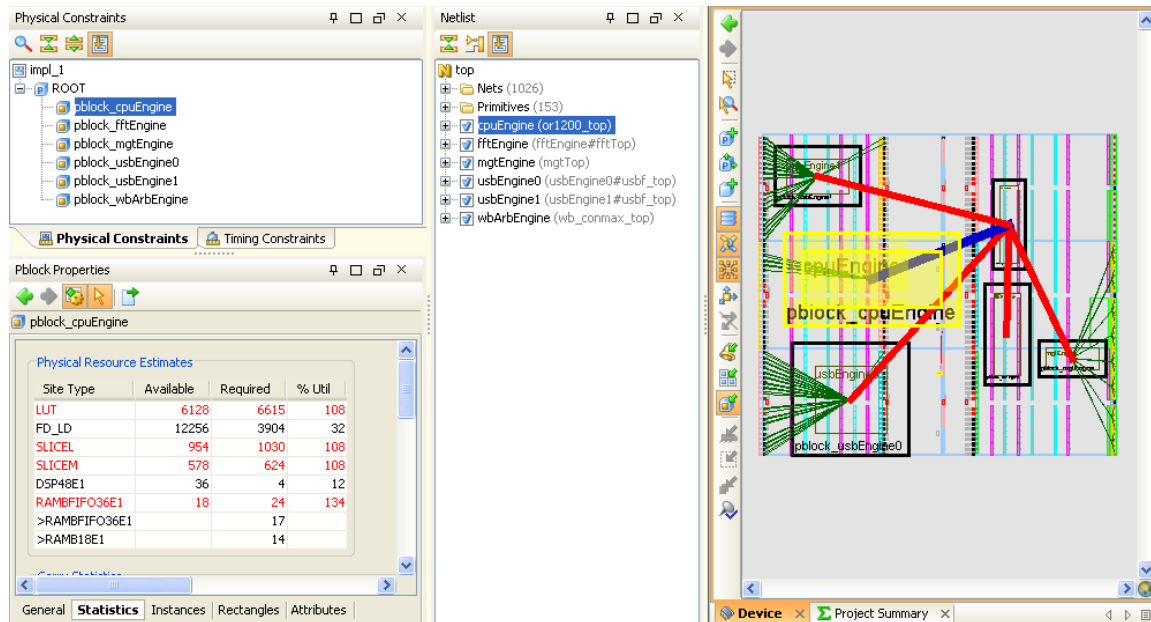 Physical Constraints
impl_1
ROOT
pblock_cpuEngine
pblock_fftEngine
pblock_mgtEngine
pblock_usbEngine0
pblock_usbEngine1
pblock_wbArbEngine
Physical Constraints
Timing Constraints
Pblock Properties
pblock_cpuEngine
Physical Resource Estimates
Site Type Available Required % Util
LUT 6128 6615 108
FD_LD 12256 3904 32
SLICEL 954 1030 108
SLICEM 578 624 108
DSP48E1 36 4 12
RAMBFIFO36E1 18 24 134
>RAMBFIFO36E1 17
>RAMB18E1 14
General Statistics Instances Rectangles Attributes
Netlist
top
Nets (1026)
Primitives (153)
cpuEngine (or1200_top)
fftEngine (fftEngine#fftTop)
mgtEngine (mgtTop)
usbEngine0 (usbEngine0#usbf_top)
usbEngine1 (usbEngine1#usbf_top)
wbArbEngine (wb_conmax_top)
cpuEngine
pblock_cpuEngine
pblock_usbEngine0
Device
Σ Project Summary